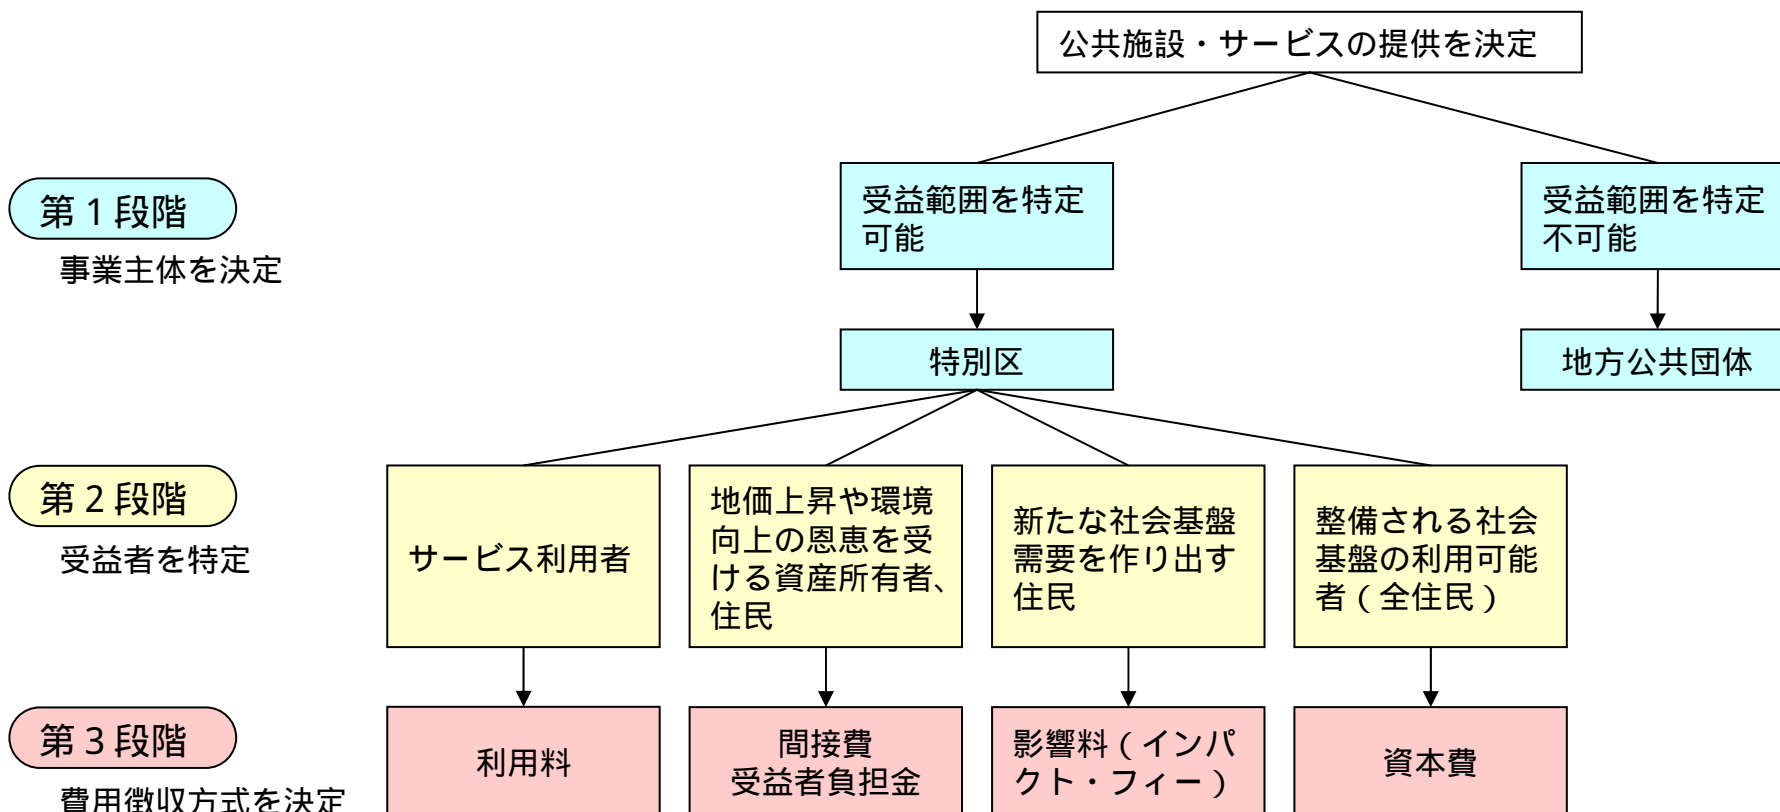 公共施設・サービスの提供を決定
第1段階
事業主体を決定
受益範囲を特定
可能
受益範囲を特定
不可能
特別区
地方公共団体
第2段階
受益者を特定
サービス利用者
地価上昇や環境
向上の恩恵を受
ける資産所有者、
住民
新たな社会基盤
需要を作り出す
住民
整備される社会
基盤の利用可能
者（全住民）
第3段階
費用徴収方式を決定
利用料
間接費
受益者負担金
影響料（インパ
クト・フィー）
資本費